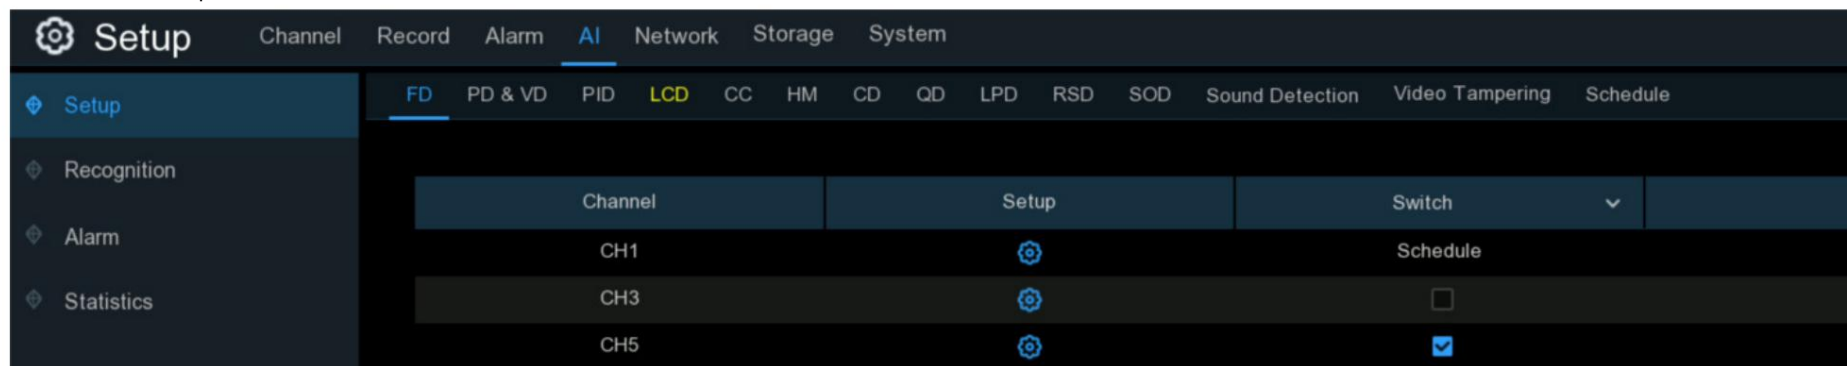 Setup Channel Record Alarm AI Network Storage System
Setup FD PD & VD PID LCD CC HM CD QD LPD RSD SOD Sound Detection Video Tampering Schedule
Recognition
Channel Setup Switch
Alarm
CH1 Schedule
Statistics
CH3
CH5